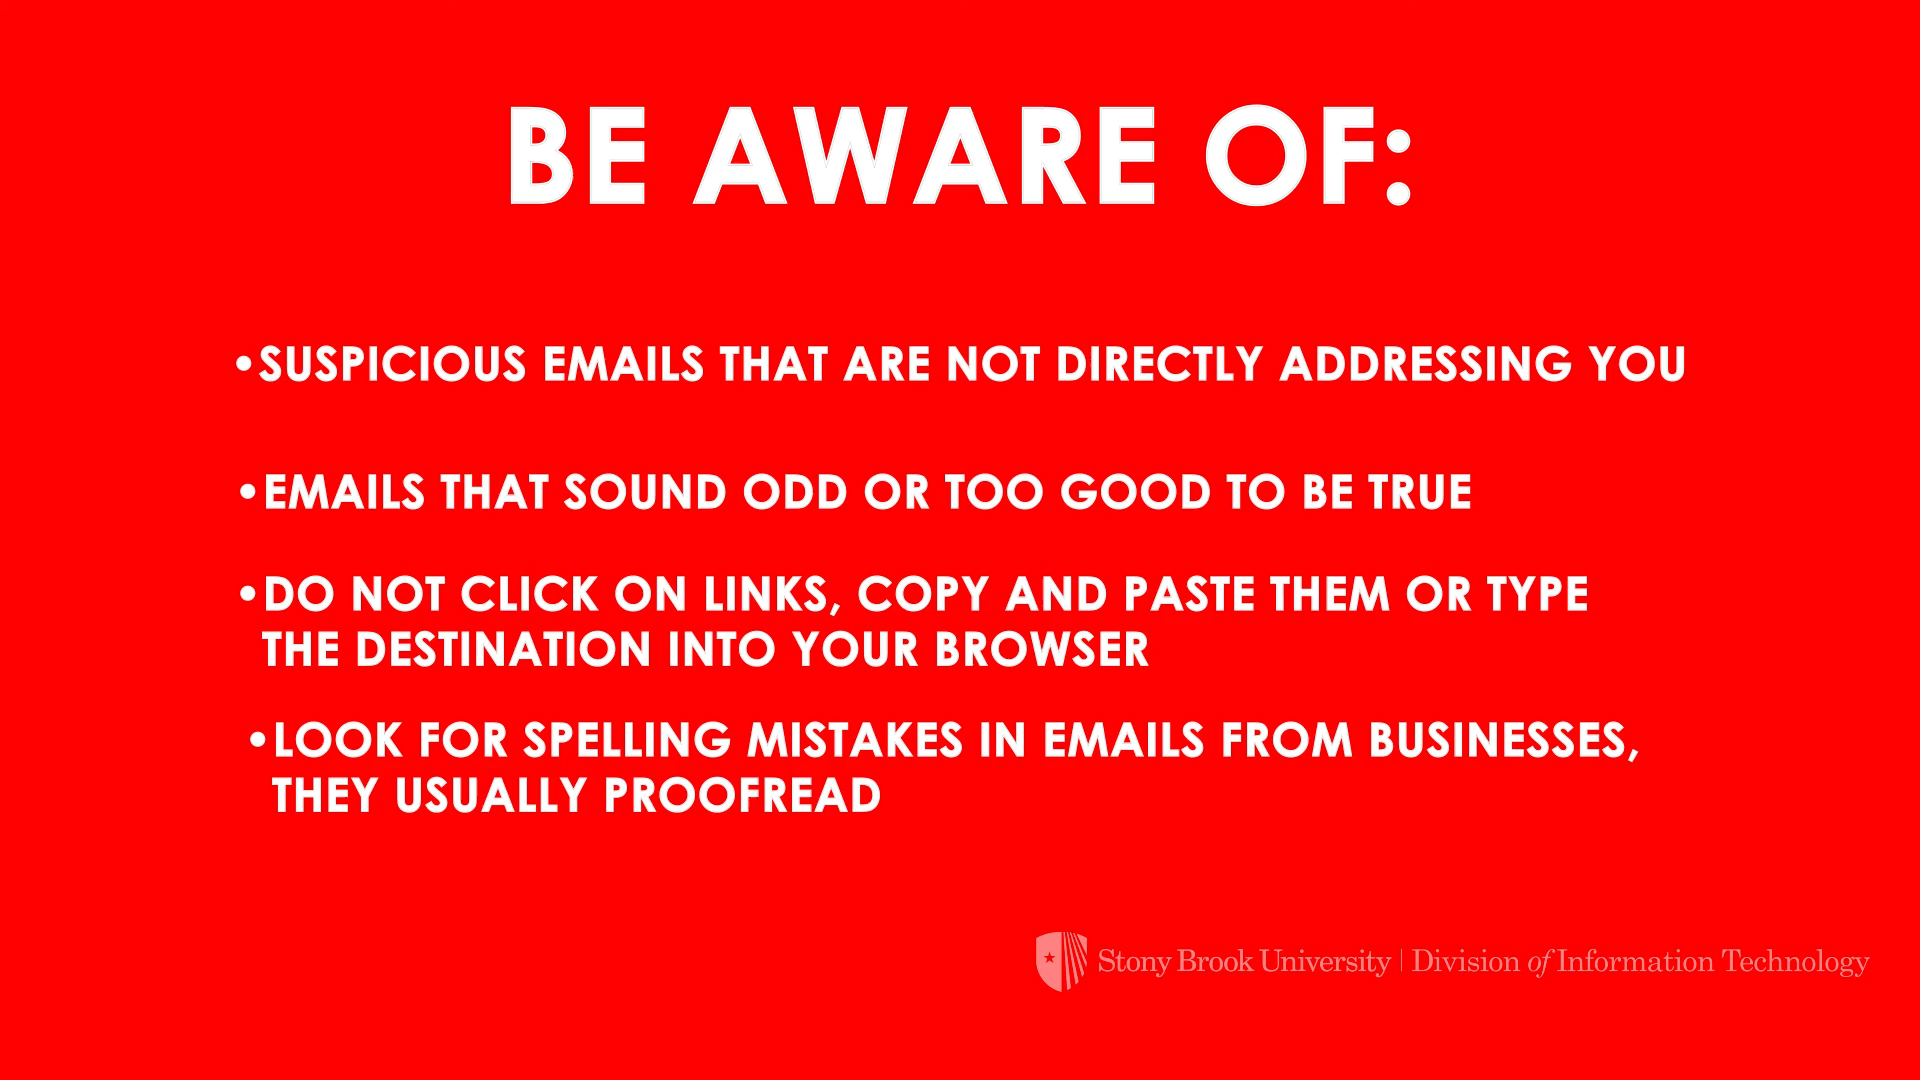 BE AWARE OF:
•SUSPICIOUS EMAILS THAT ARE NOT DIRECTLY ADDRESSING YOU
•EMAILS THAT SOUND ODD OR TOO GOOD TO BE TRUE
•DO NOT CLICK ON LINKS, COPY AND PASTE THEM OR TYPE
THE DESTINATION INTO YOUR BROWSER
•LOOK FOR SPELLING MISTAKES IN EMAILS FROM BUSINESSES,
THEY USUALLY PROOFREAD
Stony Brook University | Division of Information Technology